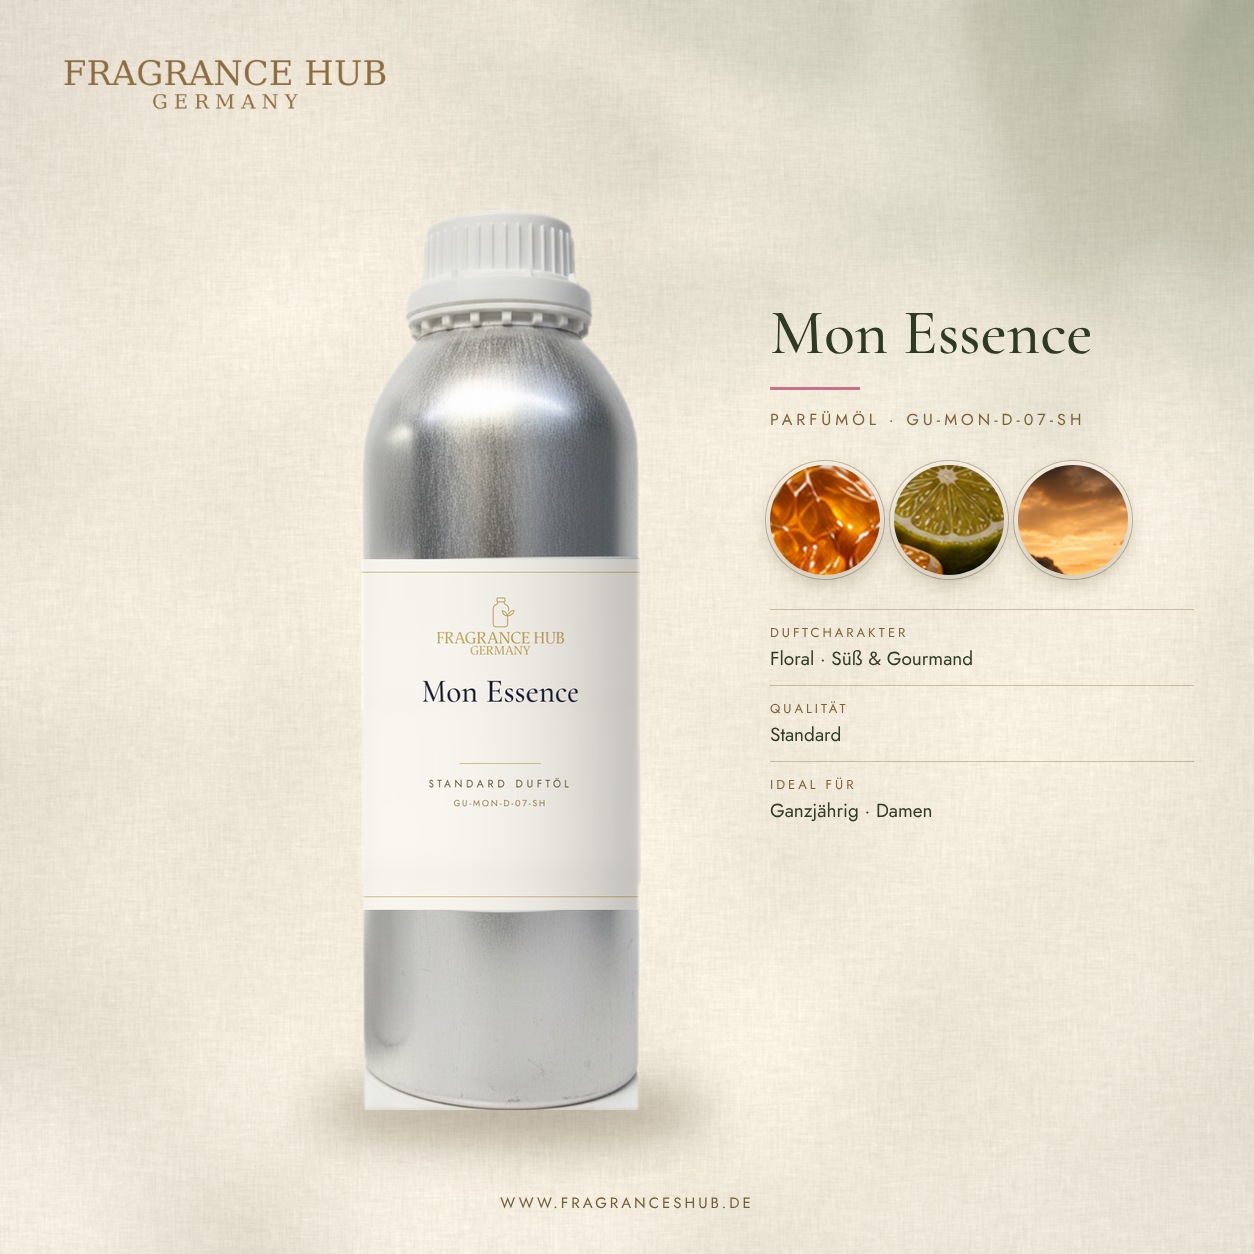 FRAGRANCE HUB
GERMANY
Mon Essence
PARFÜMÖL · GU-MON-D-07-SH
DUFTCHARAKTER
Floral · Süß & Gourmand
QUALITÄT
Standard
IDEAL FÜR
Ganzjährig · Damen
FRAGRANCE HUB
GERMANY
Mon Essence
STANDARD DUFTÖL
GU-MON-D-07-SH
WWW.FRAGRANCESHUB.DE